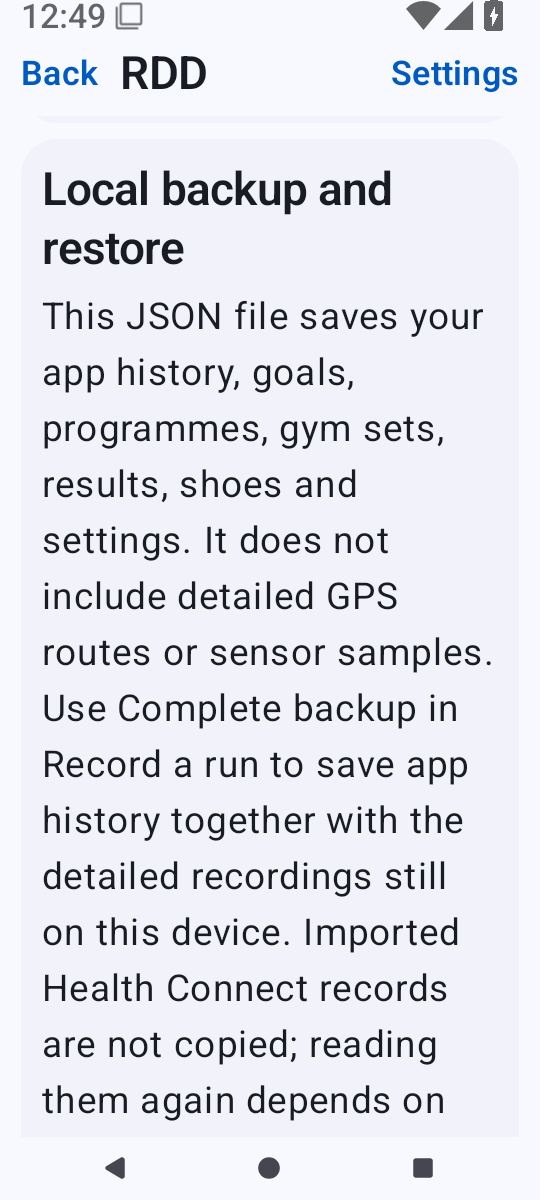 12:49
Back RDD Settings
Local backup and
restore
This JSON file saves your
app history, goals,
programmes, gym sets,
results, shoes and
settings. It does not
include detailed GPS
routes or sensor samples.
Use Complete backup in
Record a run to save app
history together with the
detailed recordings still
on this device. Imported
Health Connect records
are not copied; reading
them again depends on